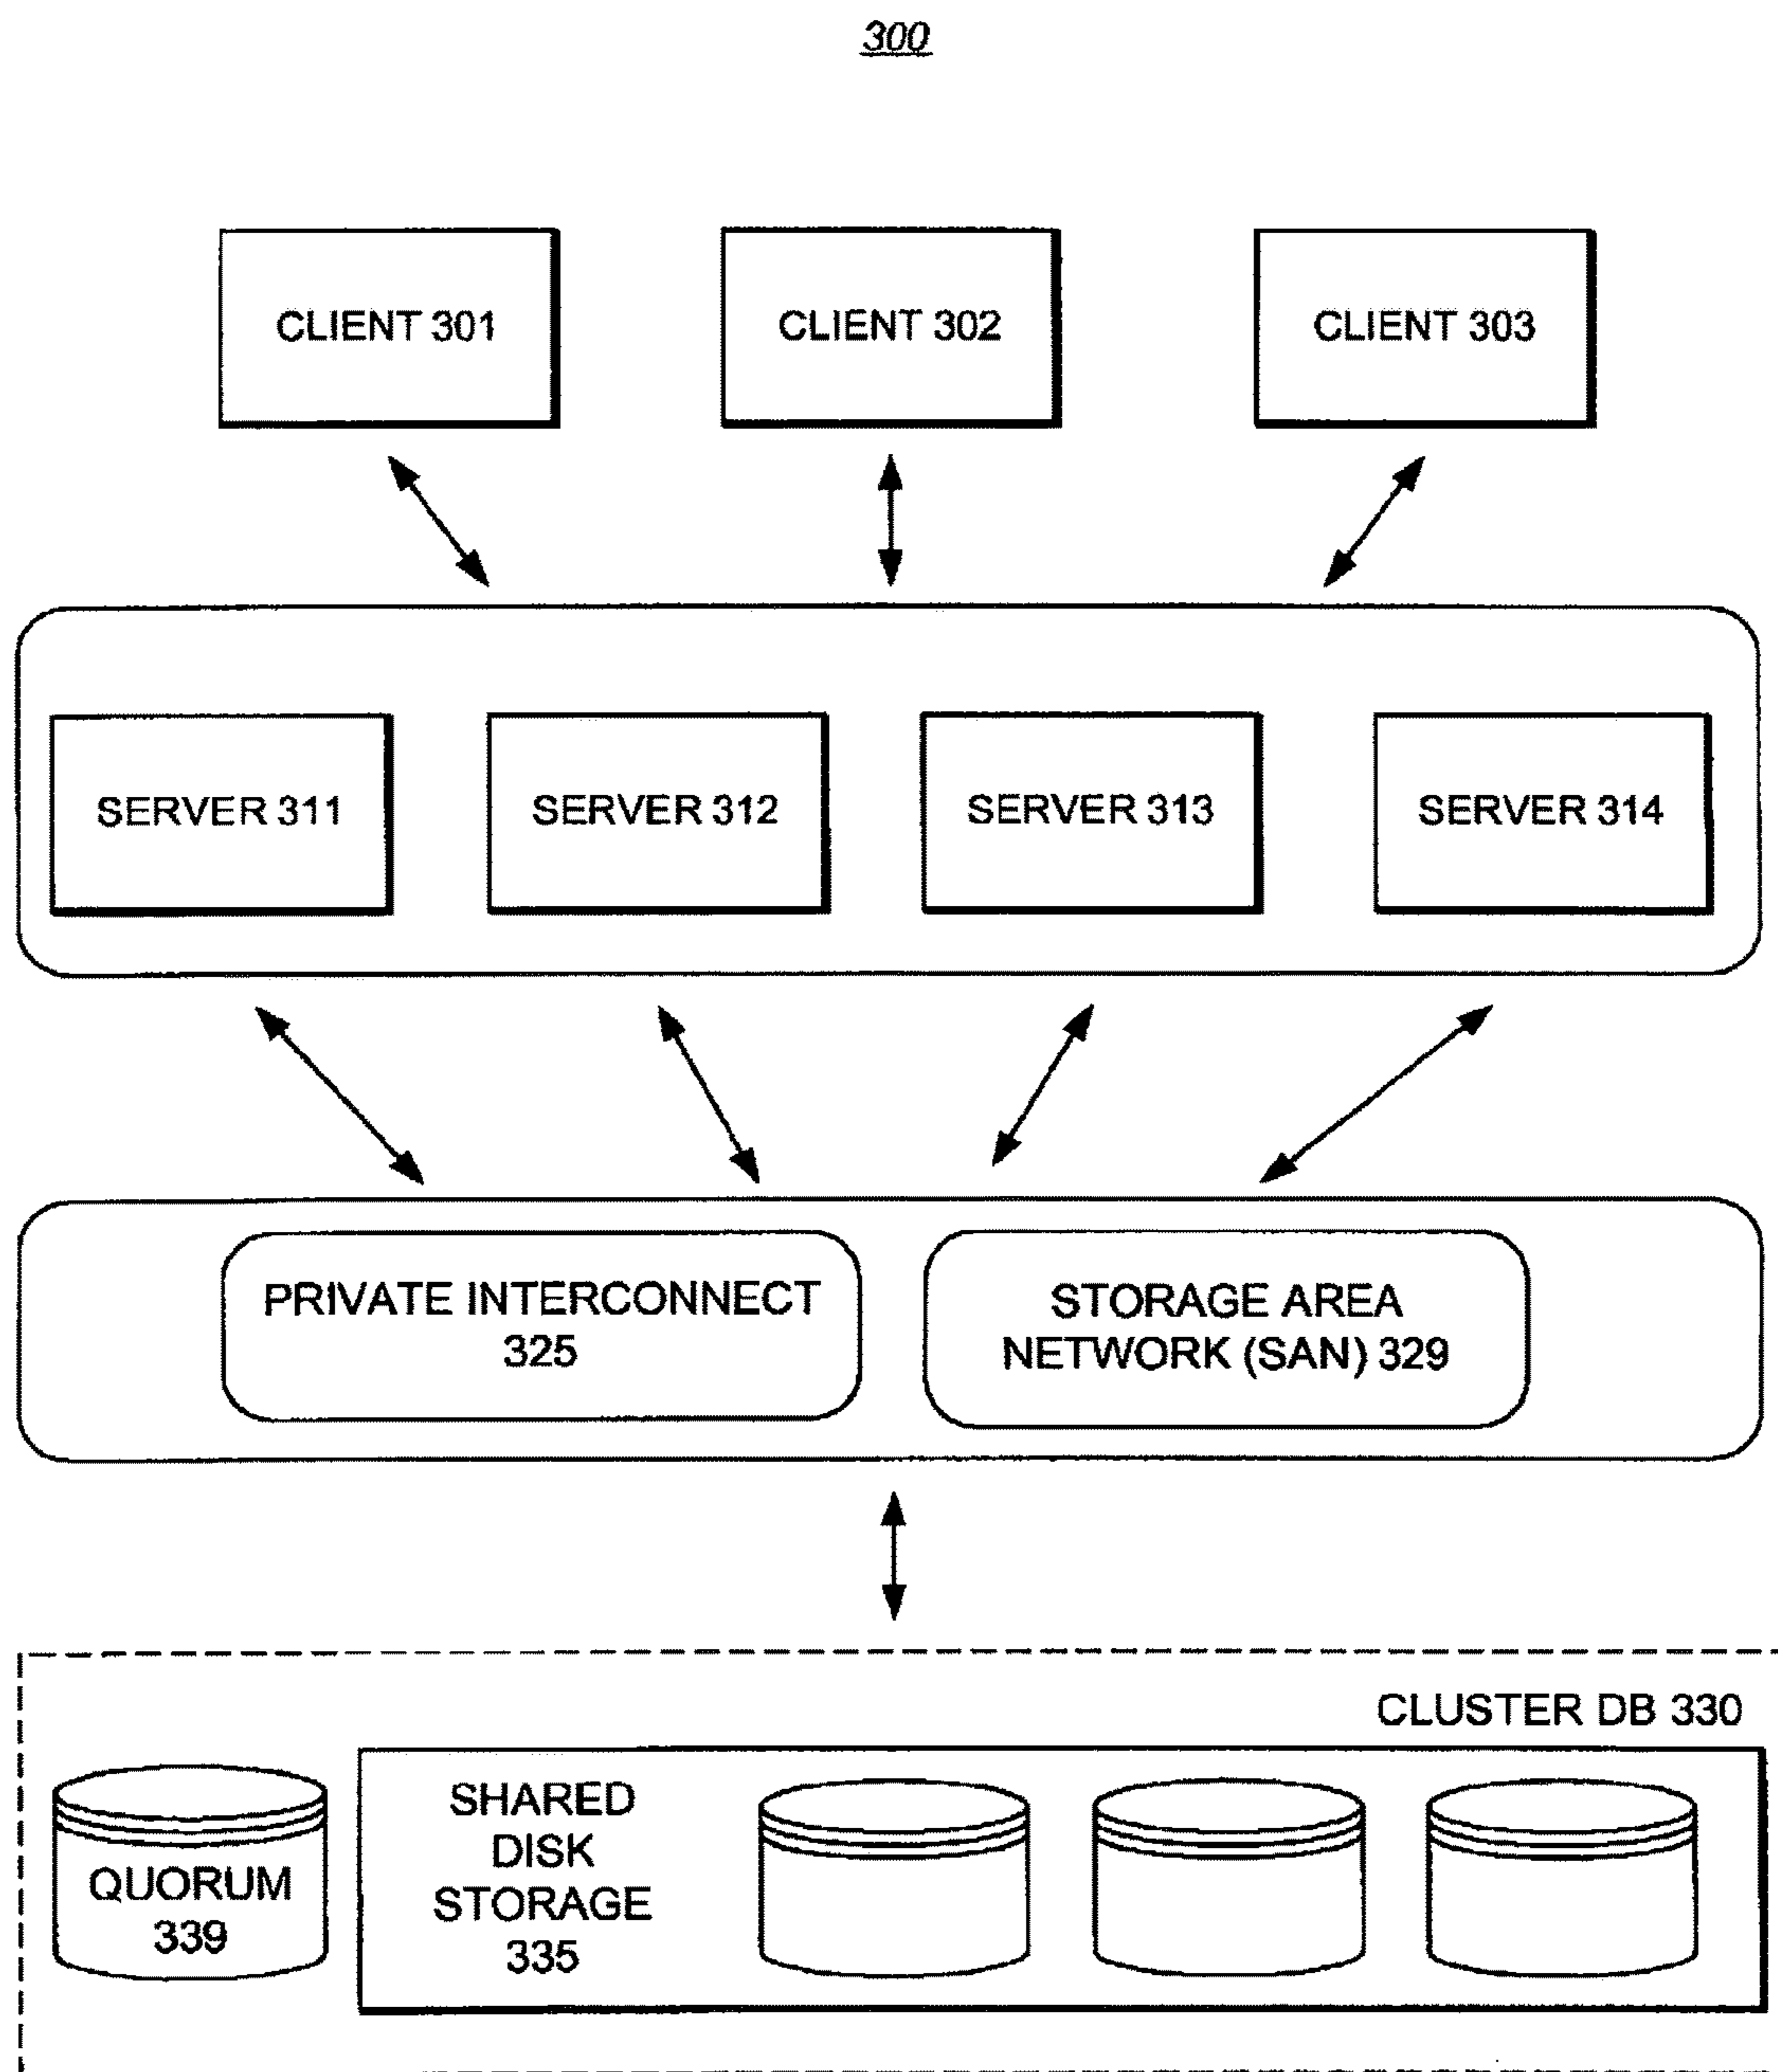 300
CLIENT 301
CLIENT 302
CLIENT 303
SERVER 311
SERVER 312
SERVER 313
SERVER 314
PRIVATE INTERCONNECT
325
STORAGE AREA
NETWORK (SAN) 329
CLUSTER DB 330
QUORUM
339
SHARED
DISK
STORAGE
335